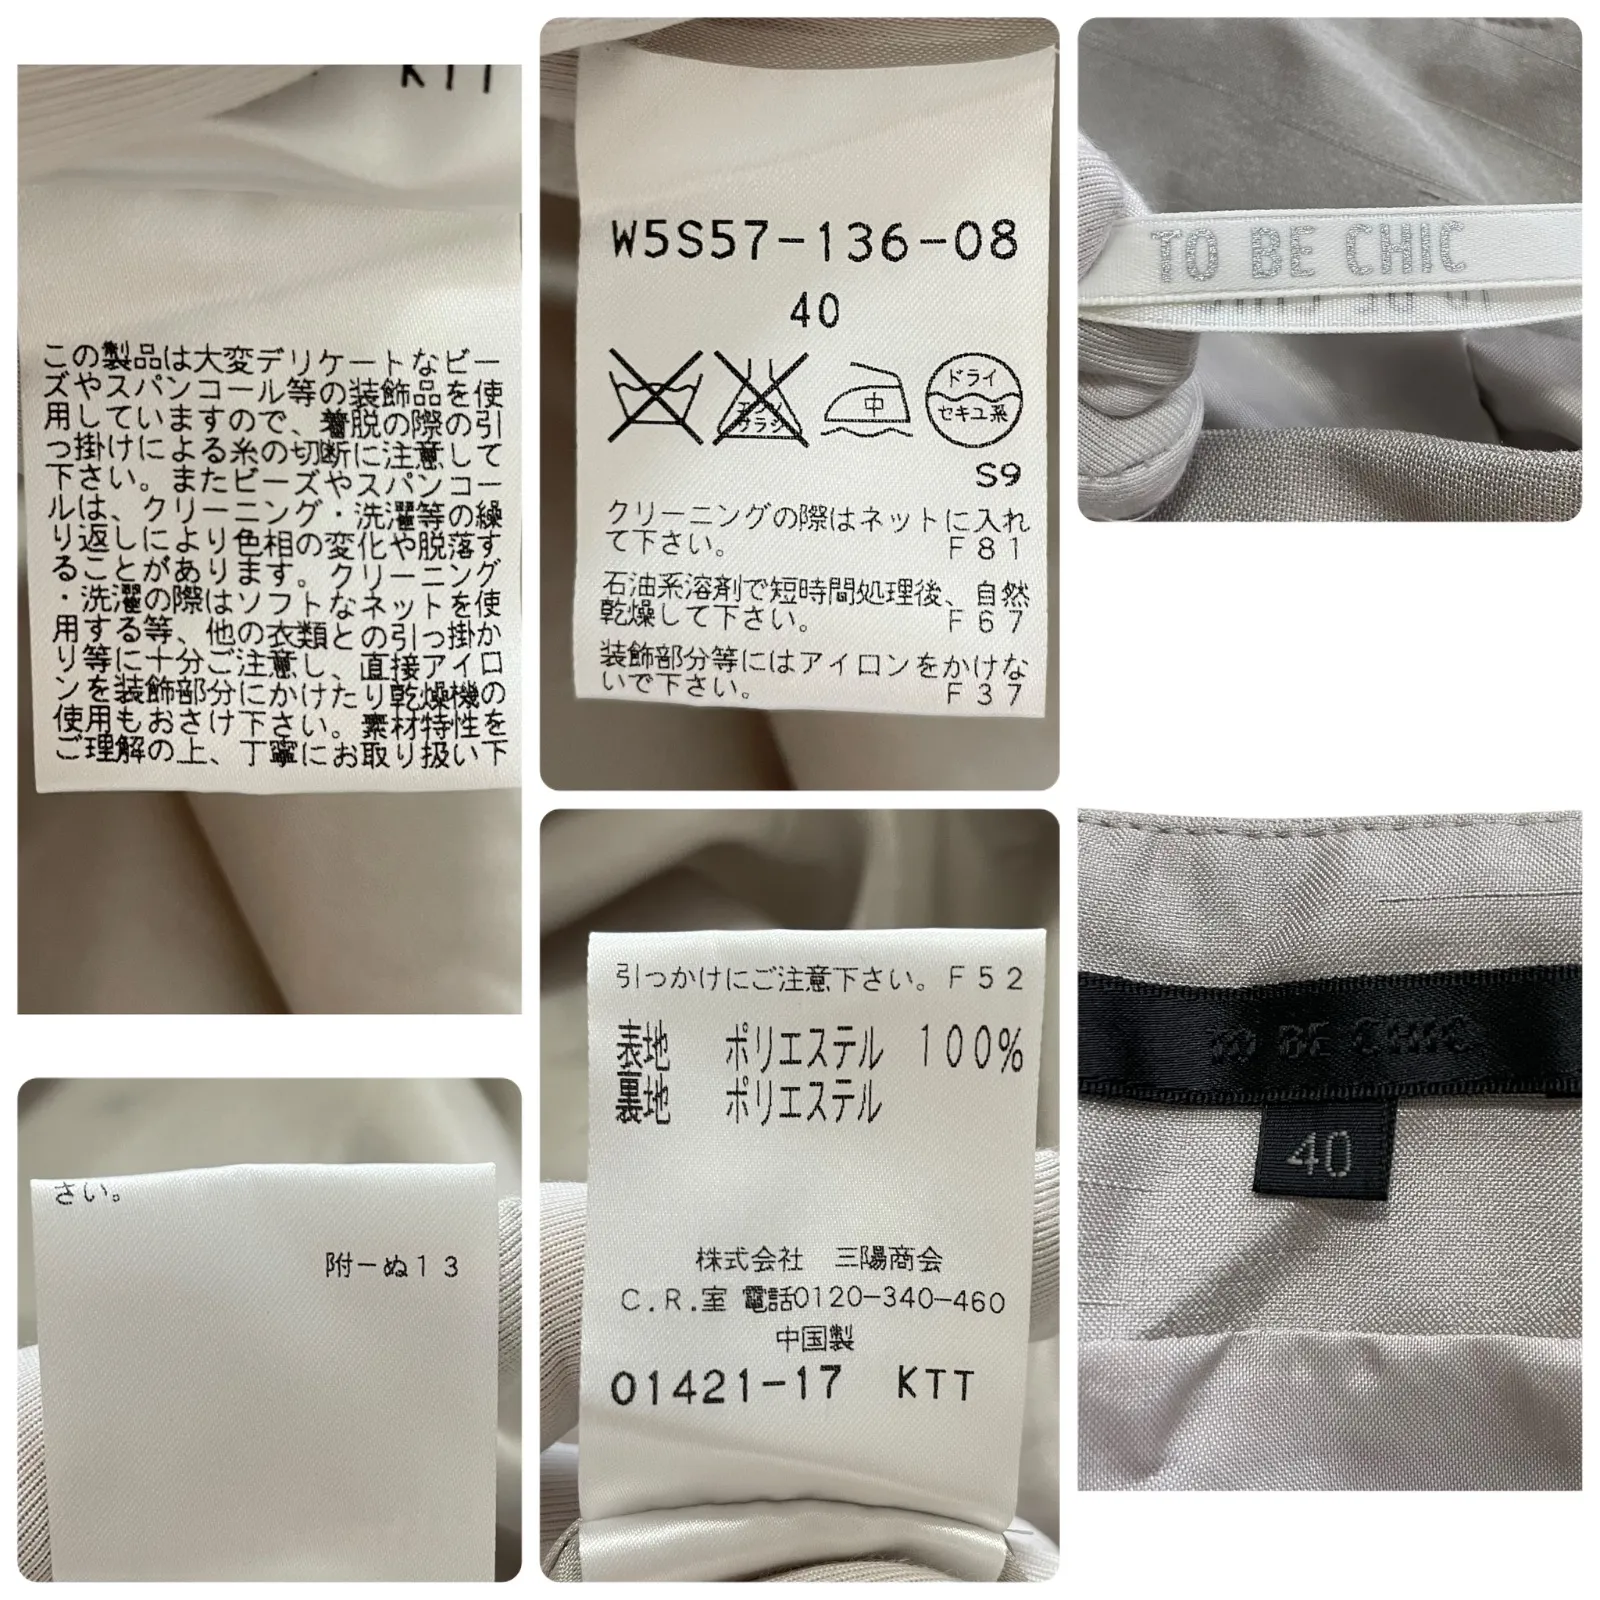 KTT
この製品は大変デリケートなビー
ズやスパンコール等の装飾品を使
用していますので、着脱の際の引
っ掛けによる糸の切断に注意して
下さい。またビーズやスパンコー
ルは、クリーニング・洗濯等の繰
り返しにより色相の変化や脱落す
ることがあります。クリーニング
・洗濯の際はソフトなネットを使
用する等、他の衣類との引っ掛か
り等に十分ご注意し、直接アイロ
ンを装飾部分にかけたり乾燥機の
使用もおさけ下さい。素材特性を
ご理解の上、丁寧にお取り扱い下
さい。
附ーぬ13
W5S57-136-08
40
エンソ
サラシ
中
ドライ
セキユ系
S9
クリーニングの際はネットに入れ
て下さい。 F81
石油系溶剤で短時間処理後、自然
乾燥して下さい。 F67
装飾部分等にはアイロンをかけな
いで下さい。 F37
引っかけにご注意下さい。F52
表地 ポリエステル 100%
裏地 ポリエステル
株式会社 三陽商会
C.R.室 電話0120-340-460
中国製
01421-17 KTT
TO BE CHIC
TO BE CHIC
40